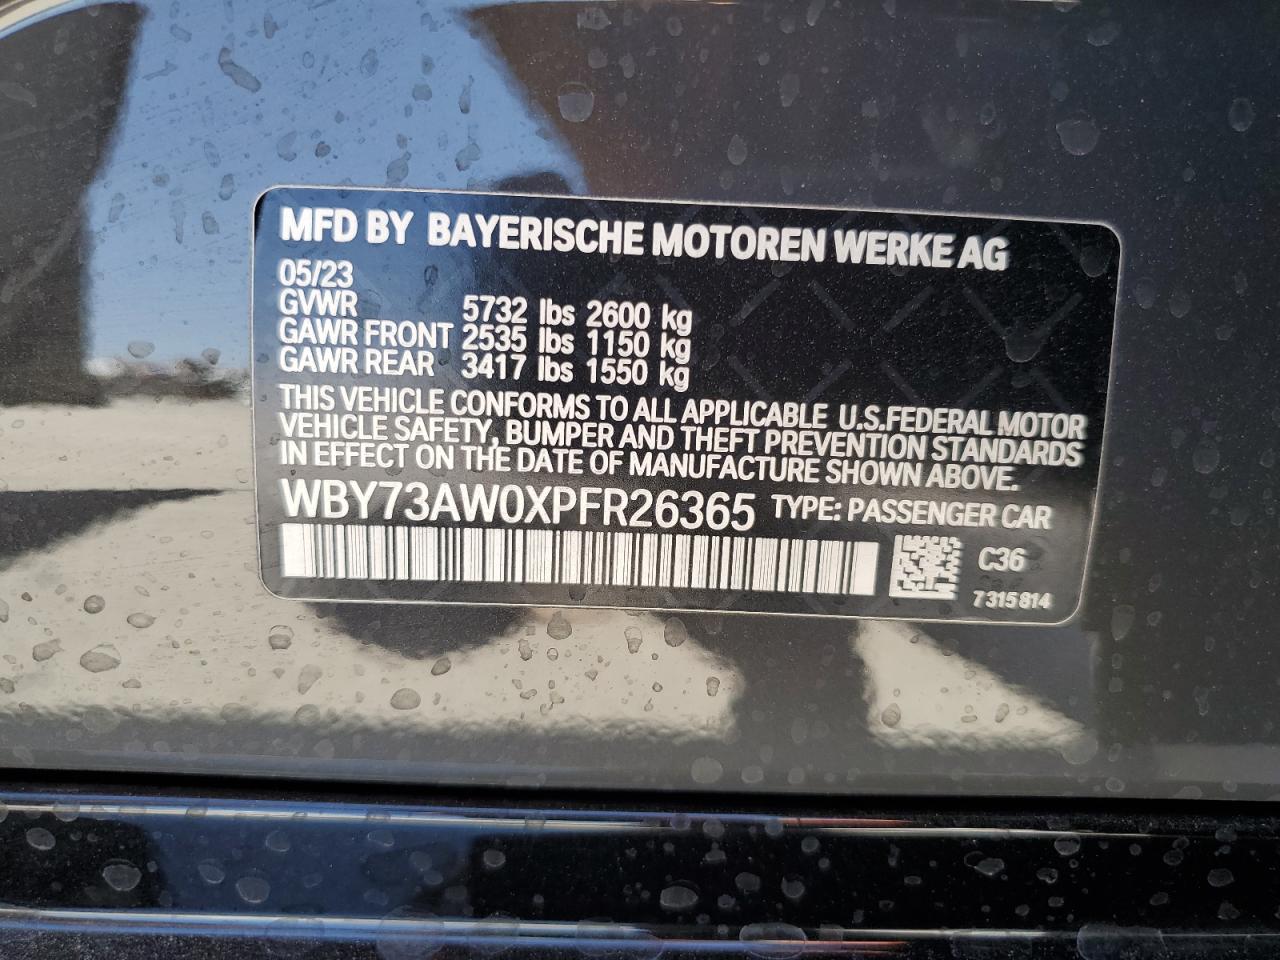 MFD BY BAYERISCHE MOTOREN WERKE AG
05/23
GVWR 5732 lbs 2600 kg
GAWR FRONT 2535 lbs 1150 kg
GAWR REAR 3417 lbs 1550 kg
THIS VEHICLE CONFORMS TO ALL APPLICABLE U.S.FEDERAL MOTOR
VEHICLE SAFETY, BUMPER AND THEFT PREVENTION STANDARDS
IN EFFECT ON THE DATE OF MANUFACTURE SHOWN ABOVE.
WBY73AW0XPFR26365 TYPE: PASSENGER CAR
C36
7 315 814